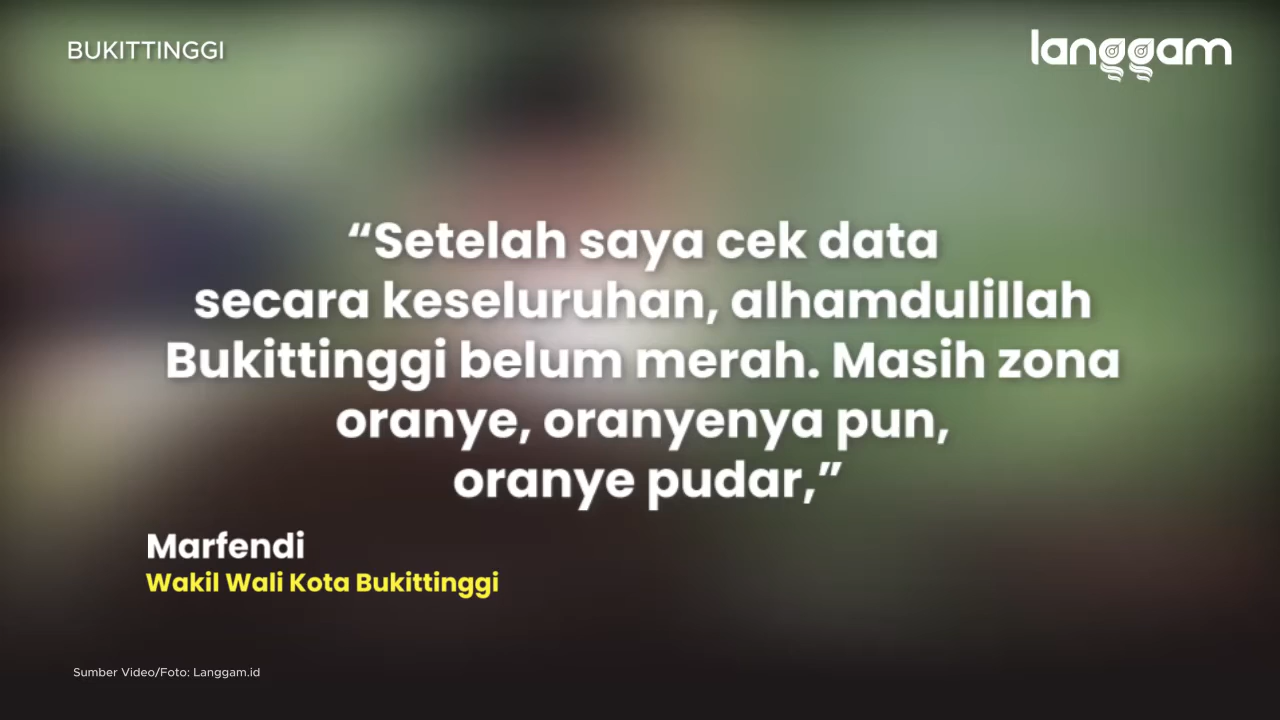 BUKITTINGGI
langgam
“Setelah saya cek data
secara keseluruhan, alhamdulillah
Bukittinggi belum merah. Masih zona
oranye, oranyenya pun,
oranye pudar,”
Marfendi
Wakil Wali Kota Bukittinggi
Sumber Video/Foto: Langgam.id